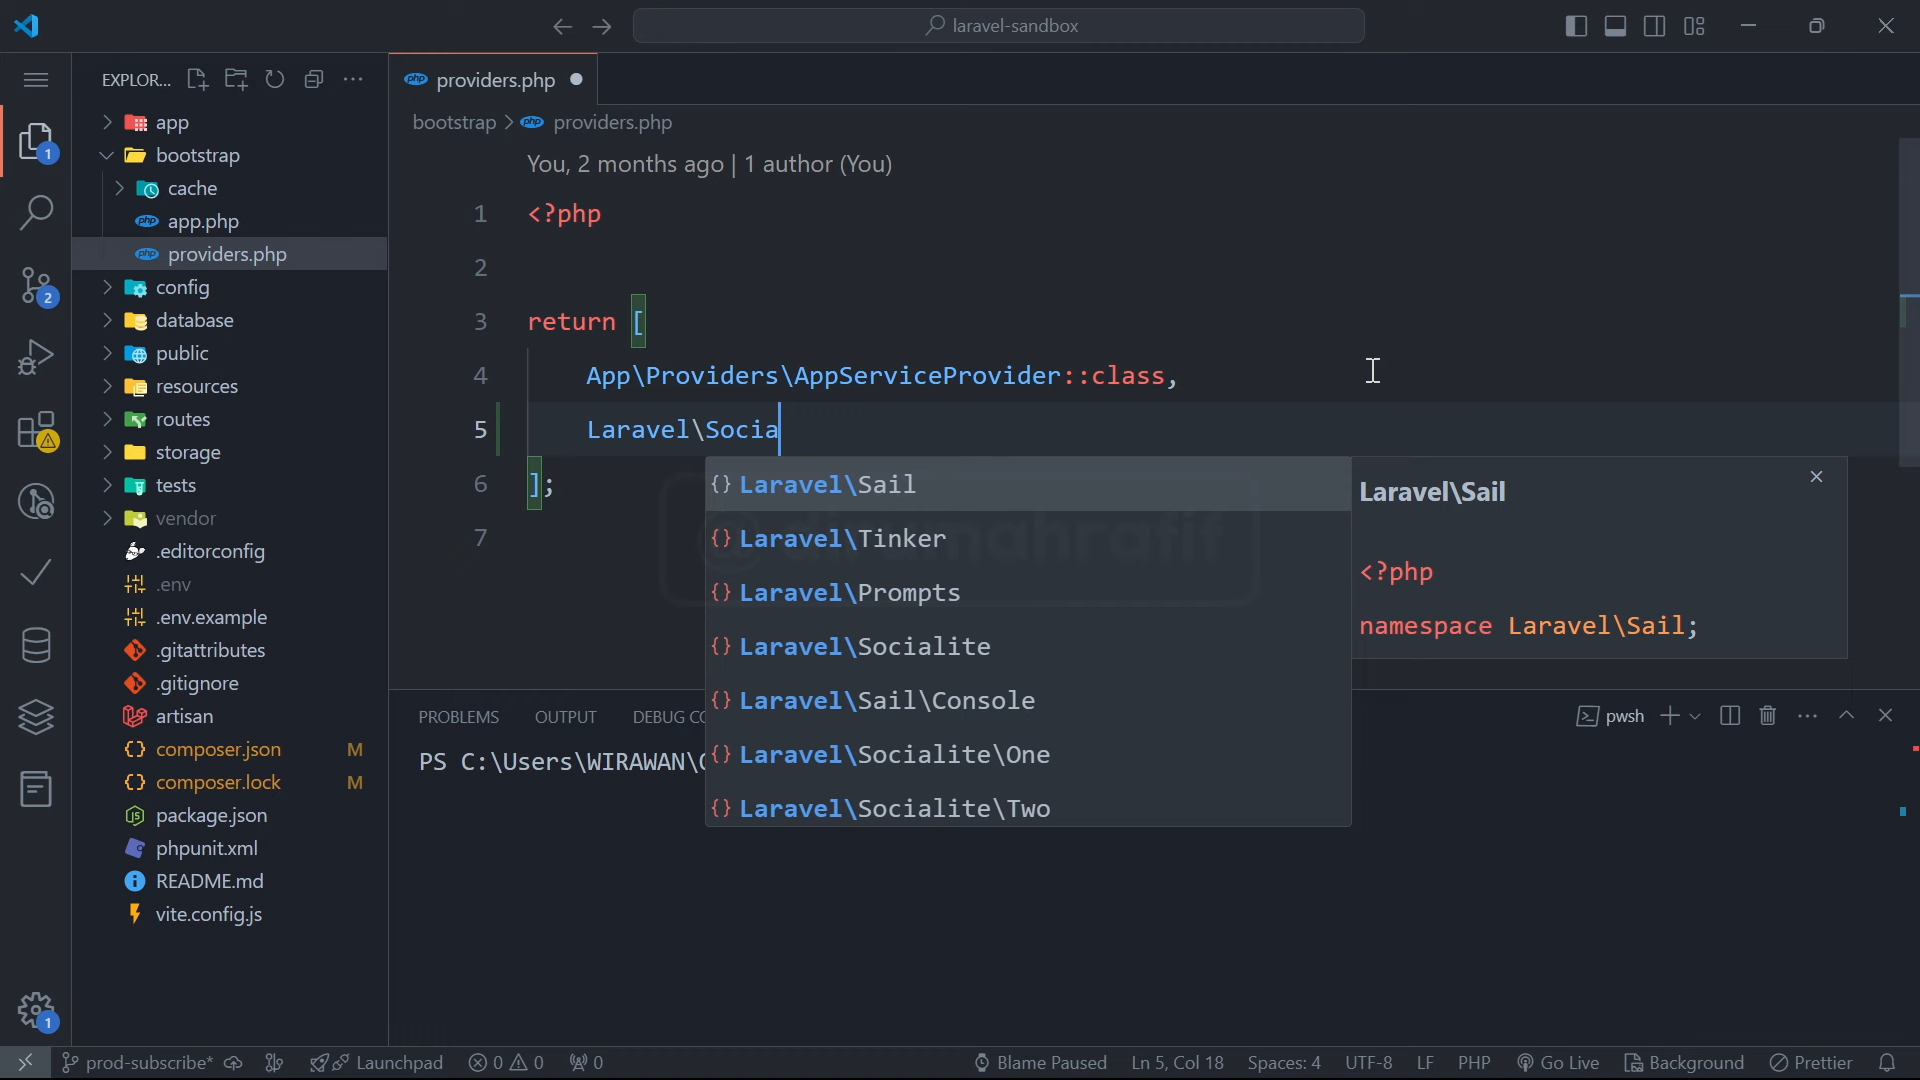 laravel-sandbox
EXPLOR...
providers.php
app
bootstrap
cache
app.php
providers.php
config
database
public
resources
routes
storage
tests
vendor
.editorconfig
.env
.env.example
.gitattributes
.gitignore
artisan
composer.json M
composer.lock M
package.json
phpunit.xml
README.md
vite.config.js
1
2
1
bootstrap > providers.php
You, 2 months ago | 1 author (You)
1 <?php
2
3 return [
4 App\Providers\AppServiceProvider::class,
5 Laravel\Socia
6 ];
7
{} Laravel\Sail
{} Laravel\Tinker
{} Laravel\Prompts
{} Laravel\Socialite
{} Laravel\Sail\Console
{} Laravel\Socialite\One
{} Laravel\Socialite\Two
Laravel\Sail
<?php
namespace Laravel\Sail;
PROBLEMS OUTPUT DEBUG CO
pwsh
PS C:\Users\WIRAWAN\
prod-subscribe* Launchpad 0 0 0 Blame Paused Ln 5, Col 18 Spaces: 4 UTF-8 LF PHP Go Live Background Prettier